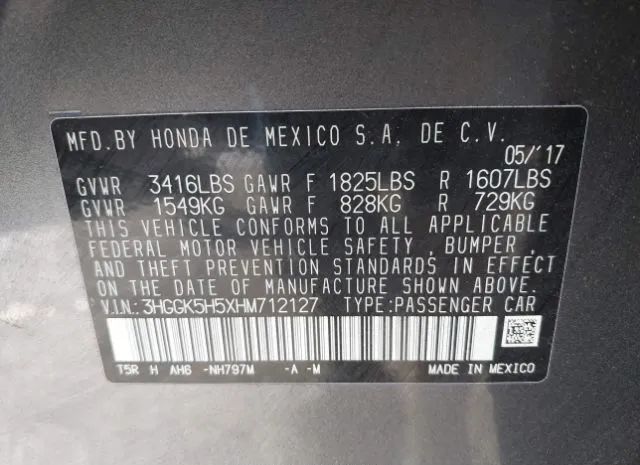 MFD. BY HONDA DE MEXICO S.A. DE C.V.
05/'17
GVWR 3416LBS GAWR F 1825LBS R 1607LBS
GVWR 1549KG GAWR F 828KG R 729KG
THIS VEHICLE CONFORMS TO ALL APPLICABLE
FEDERAL MOTOR VEHICLE SAFETY, BUMPER,
AND THEFT PREVENTION STANDARDS IN EFFECT
ON THE DATE OF MANUFACTURE SHOWN ABOVE.
V.I.N.: 3HGGK5H5XHM712127 TYPE:PASSENGER CAR
T5R H AH6 -NH797M -A -M MADE IN MEXICO